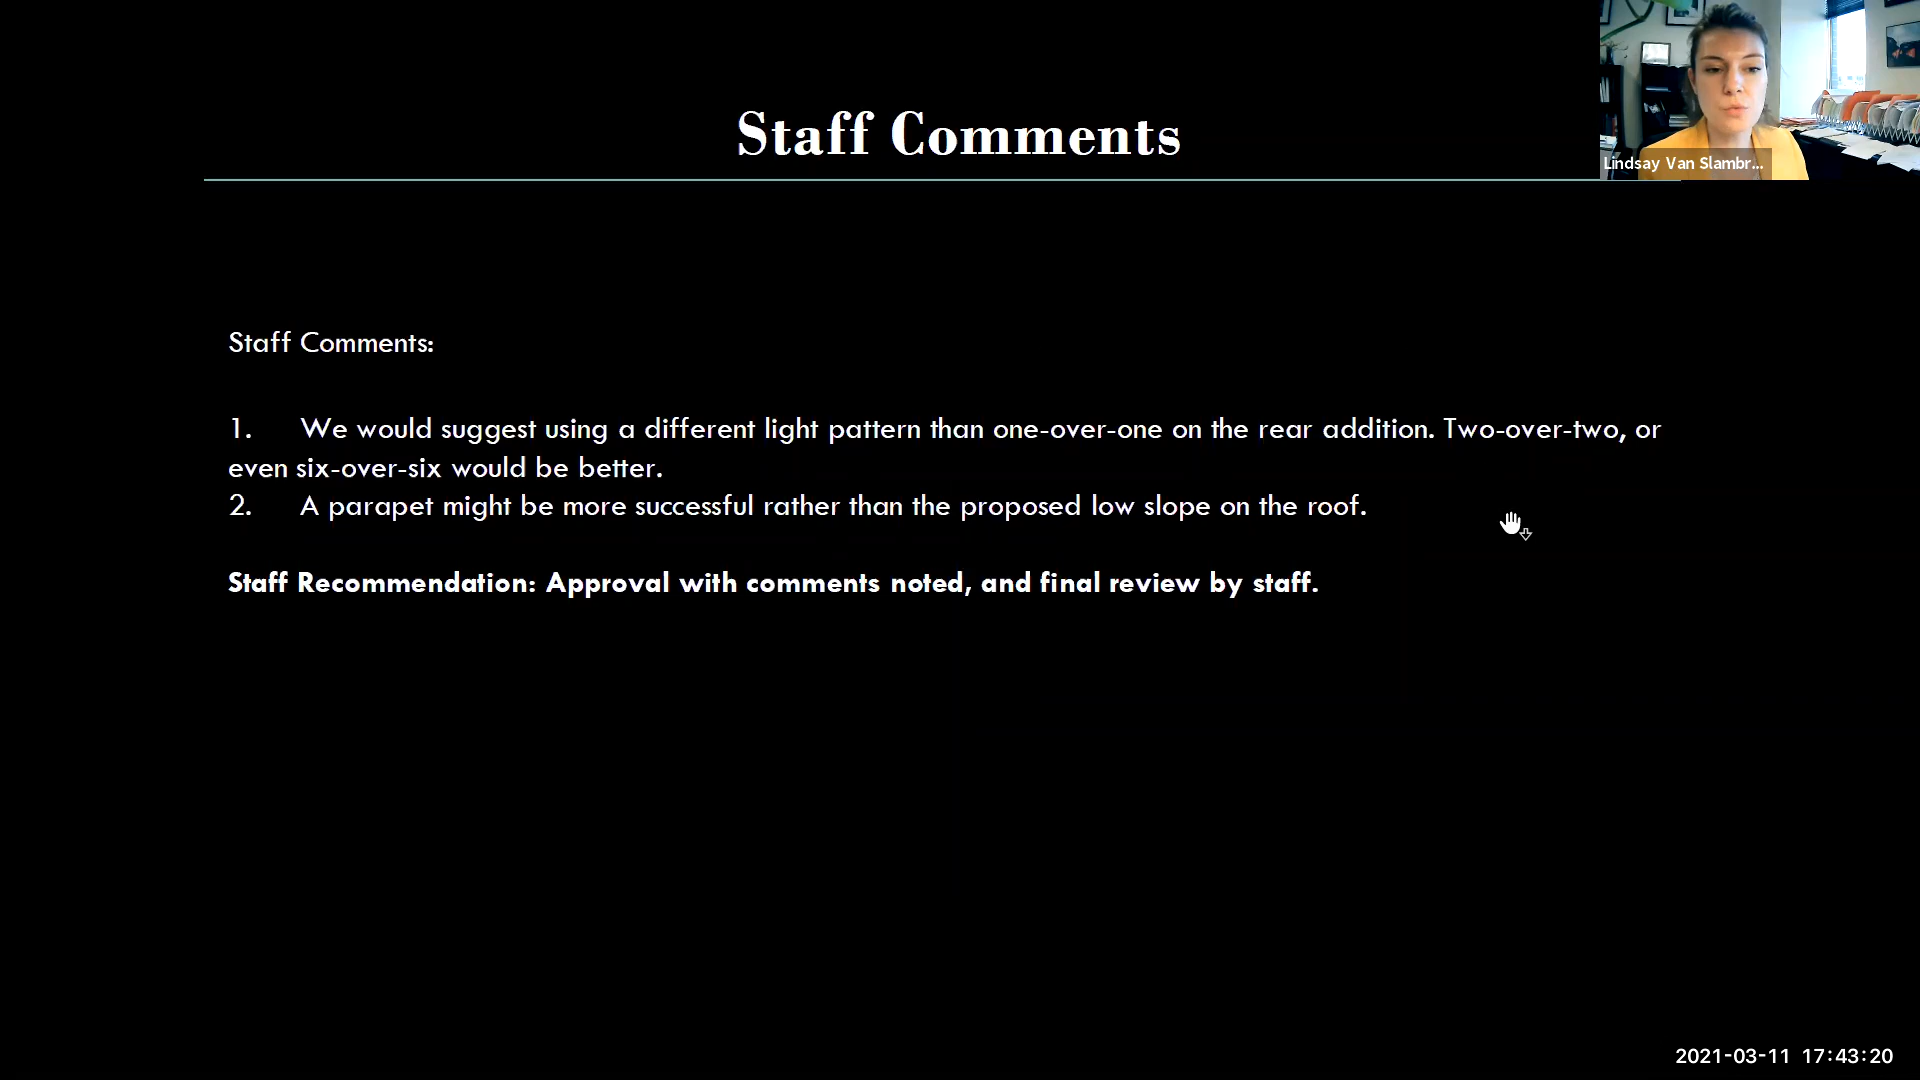 Staff Comments
Lindsay Van Slambr...
Staff Comments:
1. We would suggest using a different light pattern than one-over-one on the rear addition. Two-over-two, or
even six-over-six would be better.
2. A parapet might be more successful rather than the proposed low slope on the roof.
Staff Recommendation: Approval with comments noted, and final review by staff.
2021-03-11 17:43:20